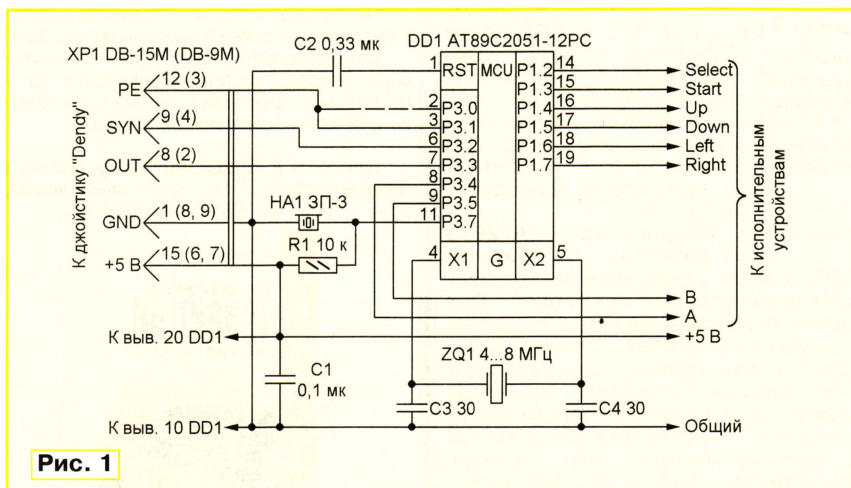 C2 0,33 мк
DD1 AT89C2051-12PC
XP1 DB-15M (DB-9M)
К джойстику "Dendy"
PE
12 (3)
SYN
9 (4)
OUT
8 (2)
GND
1 (8, 9)
+5 В
15 (6, 7)
HA1 ЗП-3
R1 10 к
1
RST
MCU
2
P3.0
3
P3.1
6
P3.2
7
P3.3
8
P3.4
9
P3.5
11
P3.7
P1.2
14
Select
P1.3
15
Start
P1.4
16
Up
P1.5
17
Down
P1.6
18
Left
P1.7
19
Right
4
X1
G
X2
5
К исполнительным
устройствам
B
A
+5 В
К выв. 20 DD1
C1
0,1 мк
ZQ1 4...8 МГц
C3 30
C4 30
К выв. 10 DD1
Общий
Рис. 1